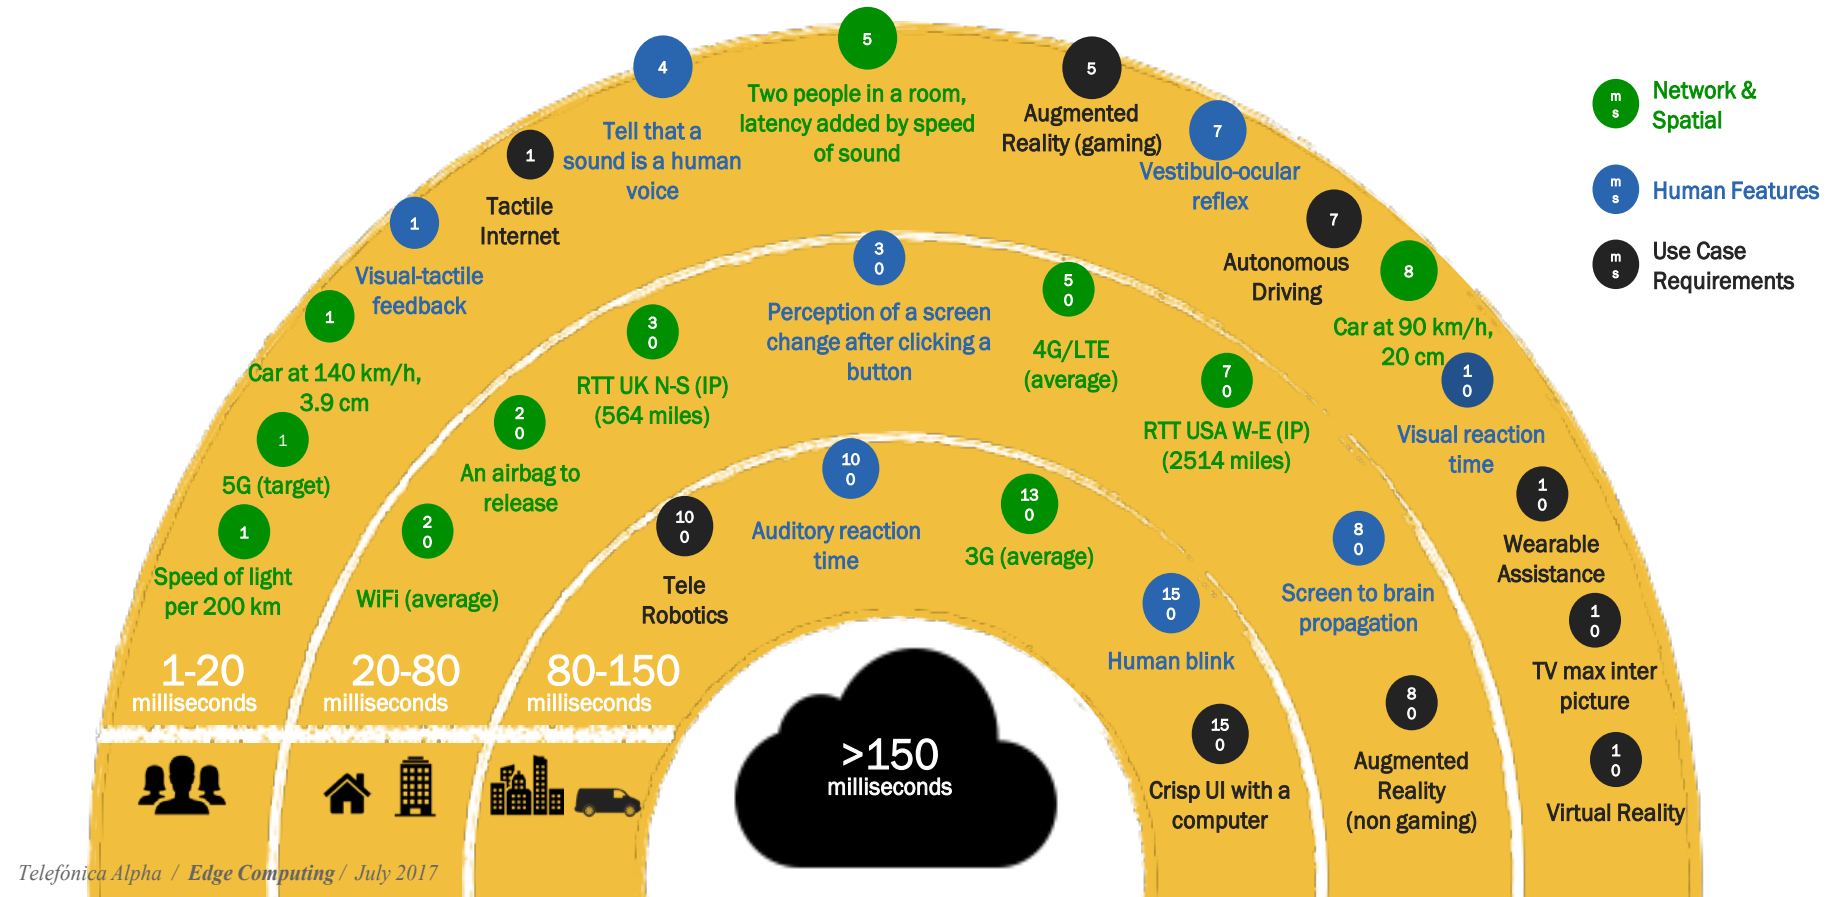 5
Two people in a room,
latency added by speed
of sound
4
Tell that a
sound is a human
voice
5
Augmented
Reality (gaming)
7
Vestibulo-ocular
reflex
1
Tactile
Internet
1
Visual-tactile
feedback
7
Autonomous
Driving
8
Car at 90 km/h,
20 cm
1
Car at 140 km/h,
3.9 cm
1
5G (target)
1
Speed of light
per 200 km
1
0
Visual reaction
time
1
0
Wearable
Assistance
1
0
TV max inter
picture
1
0
Virtual Reality
3
0
Perception of a screen
change after clicking a
button
5
0
4G/LTE
(average)
3
0
RTT UK N-S (IP)
(564 miles)
7
0
RTT USA W-E (IP)
(2514 miles)
2
0
An airbag to
release
2
0
WiFi (average)
8
0
Screen to brain
propagation
8
0
Augmented
Reality
(non gaming)
10
0
Auditory reaction
time
10
0
Tele
Robotics
13
0
3G (average)
15
0
Human blink
15
0
Crisp UI with a
computer
1-20
milliseconds
20-80
milliseconds
80-150
milliseconds
>150
milliseconds
m
s
Network &
Spatial
m
s
Human Features
m
s
Use Case
Requirements
Telefónica Alpha / Edge Computing / July 2017